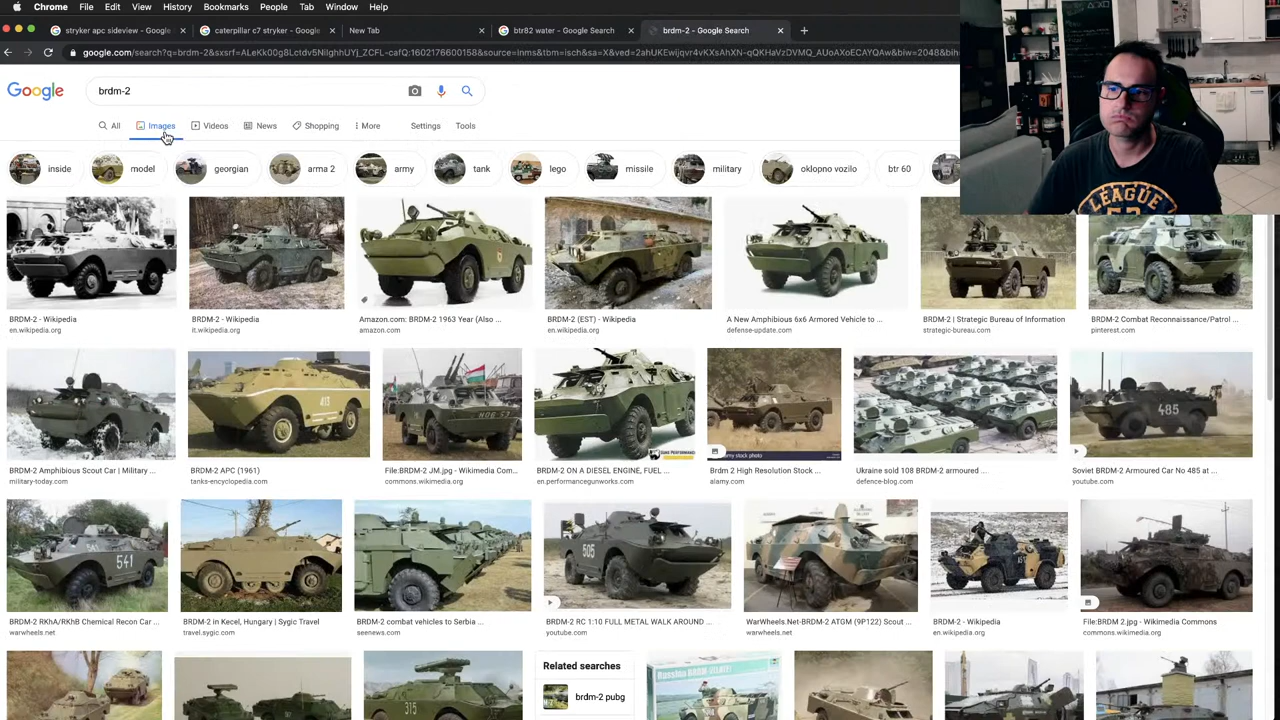 Chrome File Edit View History Bookmarks People Tab Window Help
stryker apc sideview - Google
caterpillar c7 stryker - Google
New Tab
btr82 water - Google Search
brdm-2 - Google Search
Google
brdm-2
All Images Videos News Shopping More Settings Tools
inside model georgian arma 2 army tank lego missile military oklopno vozilo btr 60
BRDM-2 - Wikipedia
en.wikipedia.org
BRDM-2 - Wikipedia
it.wikipedia.org
Amazon.com: BRDM-2 1963 Year (Also ...
amazon.com
BRDM-2 (EST) - Wikipedia
en.wikipedia.org
A New Amphibious 6x6 Armored Vehicle to ...
defense-update.com
BRDM-2 | Strategic Bureau of Information
strategic-bureau.com
BRDM-2 Combat Reconnaissance/Patrol ...
pinterest.com
413
485
BRDM-2 Amphibious Scout Car | Military ...
military-today.com
BRDM-2 APC (1961)
tanks-encyclopedia.com
File:BRDM-2 JM.jpg - Wikimedia Com...
commons.wikimedia.org
BRDM-2 ON A DIESEL ENGINE, FUEL ...
en.performancegunworks.com
Brdm 2 High Resolution Stock ...
alamy.com
Ukraine sold 108 BRDM-2 armoured ...
defence-blog.com
Soviet BRDM-2 Armoured Car No 485 at ...
youtube.com
541
541
505
BRDM-2 RKhA/RKhB Chemical Recon Car ...
warwheels.net
BRDM-2 in Kecel, Hungary | Sygic Travel
travel.sygic.com
BRDM-2 combat vehicles to Serbia ...
seenews.com
BRDM-2 RC 1:10 FULL METAL WALK AROUND ...
youtube.com
WarWheels.Net-BRDM-2 ATGM (9P122) Scout ...
warwheels.net
BRDM-2 - Wikipedia
en.wikipedia.org
File:BRDM 2.jpg - Wikimedia Commons
commons.wikimedia.org
315
Related searches
brdm-2 pubg
LEAGUE